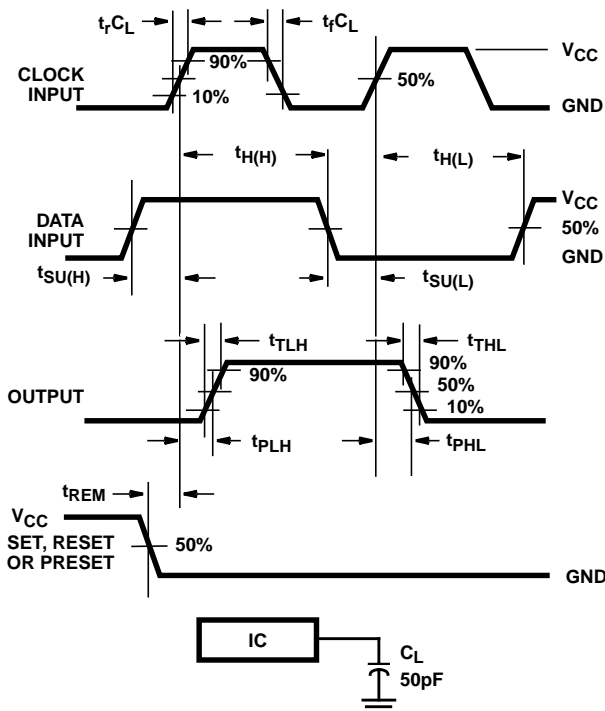 trCL
tfCL
CLOCK
INPUT
90%
10%
50%
VCC
GND
tH(H)
tH(L)
DATA
INPUT
VCC
50%
GND
tSU(H)
tSU(L)
tTLH
tTHL
90%
90%
50%
10%
OUTPUT
tPLH
tPHL
tREM
VCC
SET, RESET
OR PRESET
50%
GND
IC
CL
50pF